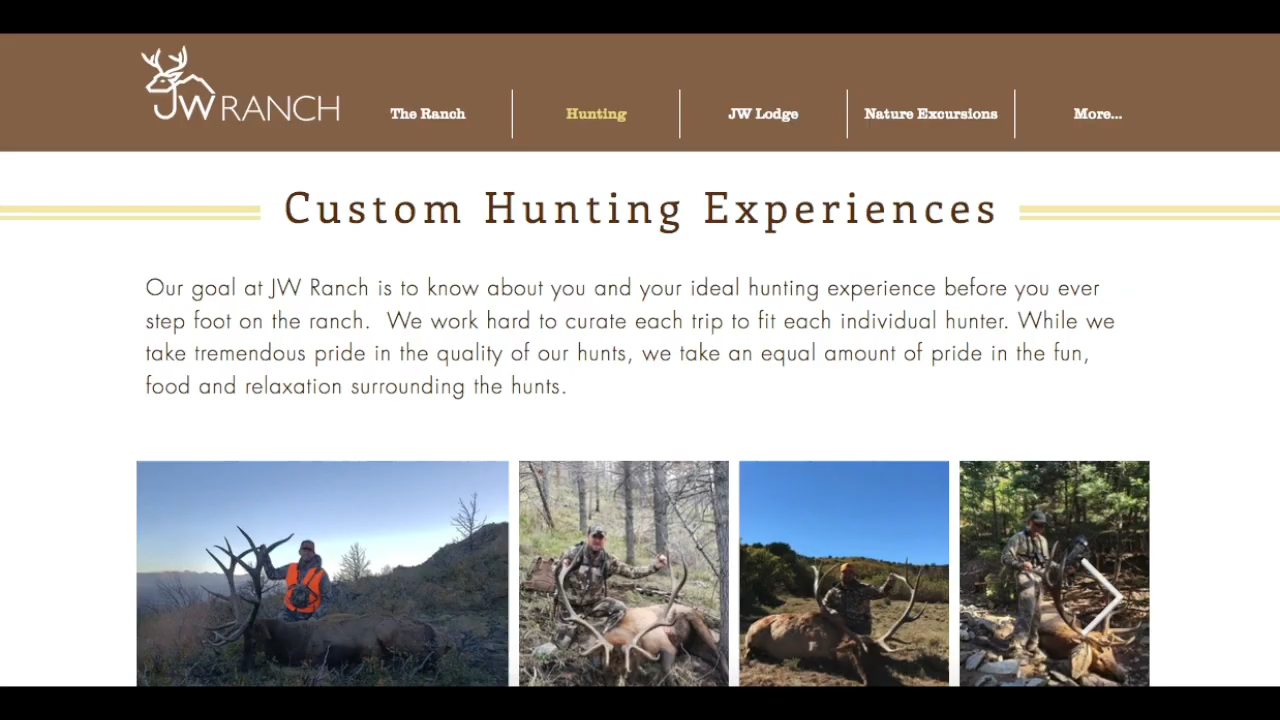 JW RANCH
The Ranch
Hunting
JW Lodge
Nature Excursions
More...
Custom Hunting Experiences
Our goal at JW Ranch is to know about you and your ideal hunting experience before you ever
step foot on the ranch.  We work hard to curate each trip to fit each individual hunter. While we
take tremendous pride in the quality of our hunts, we take an equal amount of pride in the fun,
food and relaxation surrounding the hunts.